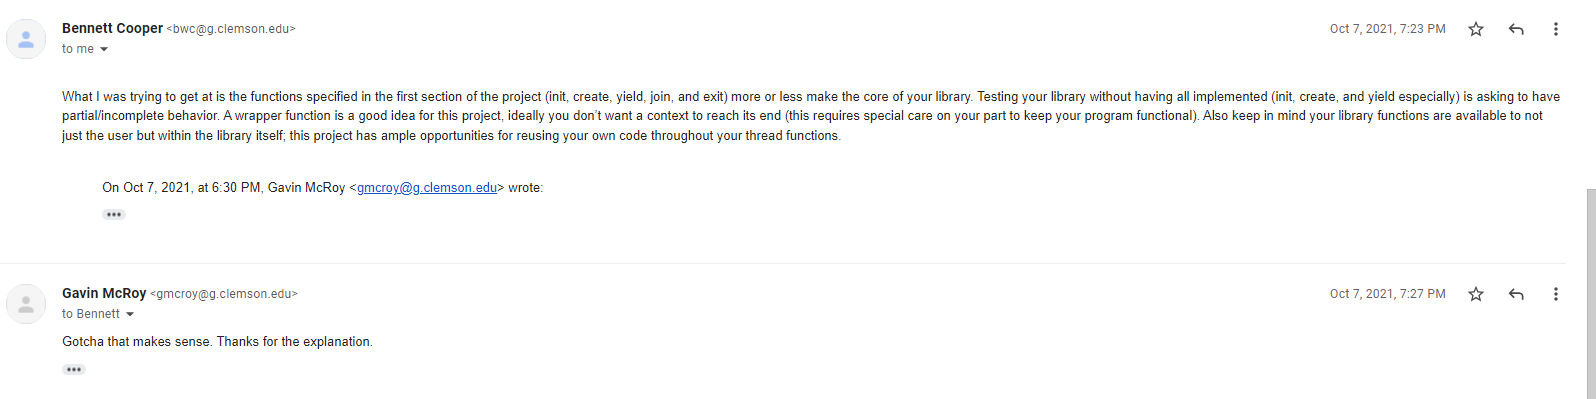 Bennett Cooper <bwc@g.clemson.edu>
Oct 7, 2021, 7:23 PM
to me
What I was trying to get at is the functions specified in the first section of the project (init, create, yield, join, and exit) more or less make the core of your library. Testing your library without having all implemented (init, create, and yield especially) is asking to have
partial/incomplete behavior. A wrapper function is a good idea for this project, ideally you don't want a context to reach its end (this requires special care on your part to keep your program functional). Also keep in mind your library functions are available to not
just the user but within the library itself; this project has ample opportunities for reusing your own code throughout your thread functions.
On Oct 7, 2021, at 6:30 PM, Gavin McRoy <gmcroy@g.clemson.edu> wrote:
Gavin McRoy <gmcroy@g.clemson.edu>
Oct 7, 2021, 7:27 PM
to Bennett
Gotcha that makes sense. Thanks for the explanation.